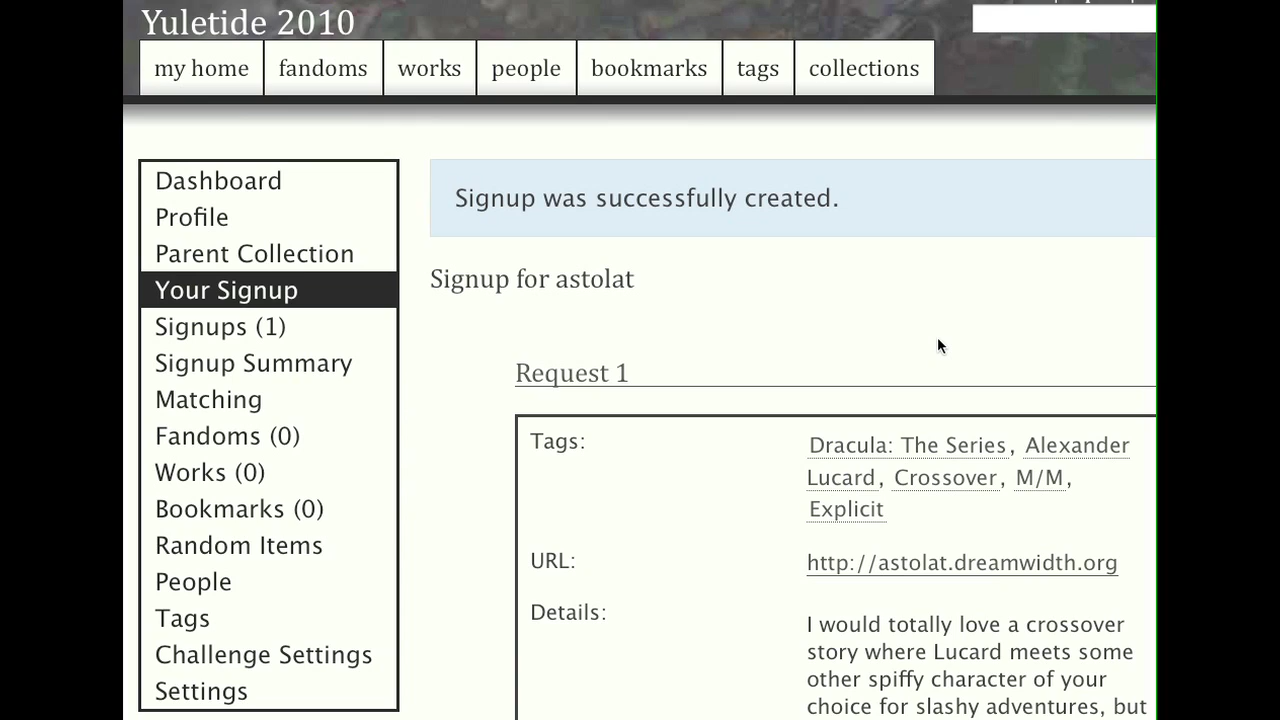 Yuletide 2010
my home fandoms works people bookmarks tags collections
Dashboard
Profile
Parent Collection
Your Signup
Signups (1)
Signup Summary
Matching
Fandoms (0)
Works (0)
Bookmarks (0)
Random Items
People
Tags
Challenge Settings
Settings
Signup was successfully created.
Signup for astolat
Request 1
Tags:
Dracula: The Series, Alexander
Lucard, Crossover, M/M,
Explicit
URL:
http://astolat.dreamwidth.org
Details:
I would totally love a crossover
story where Lucard meets some
other spiffy character of your
choice for slashy adventures, but